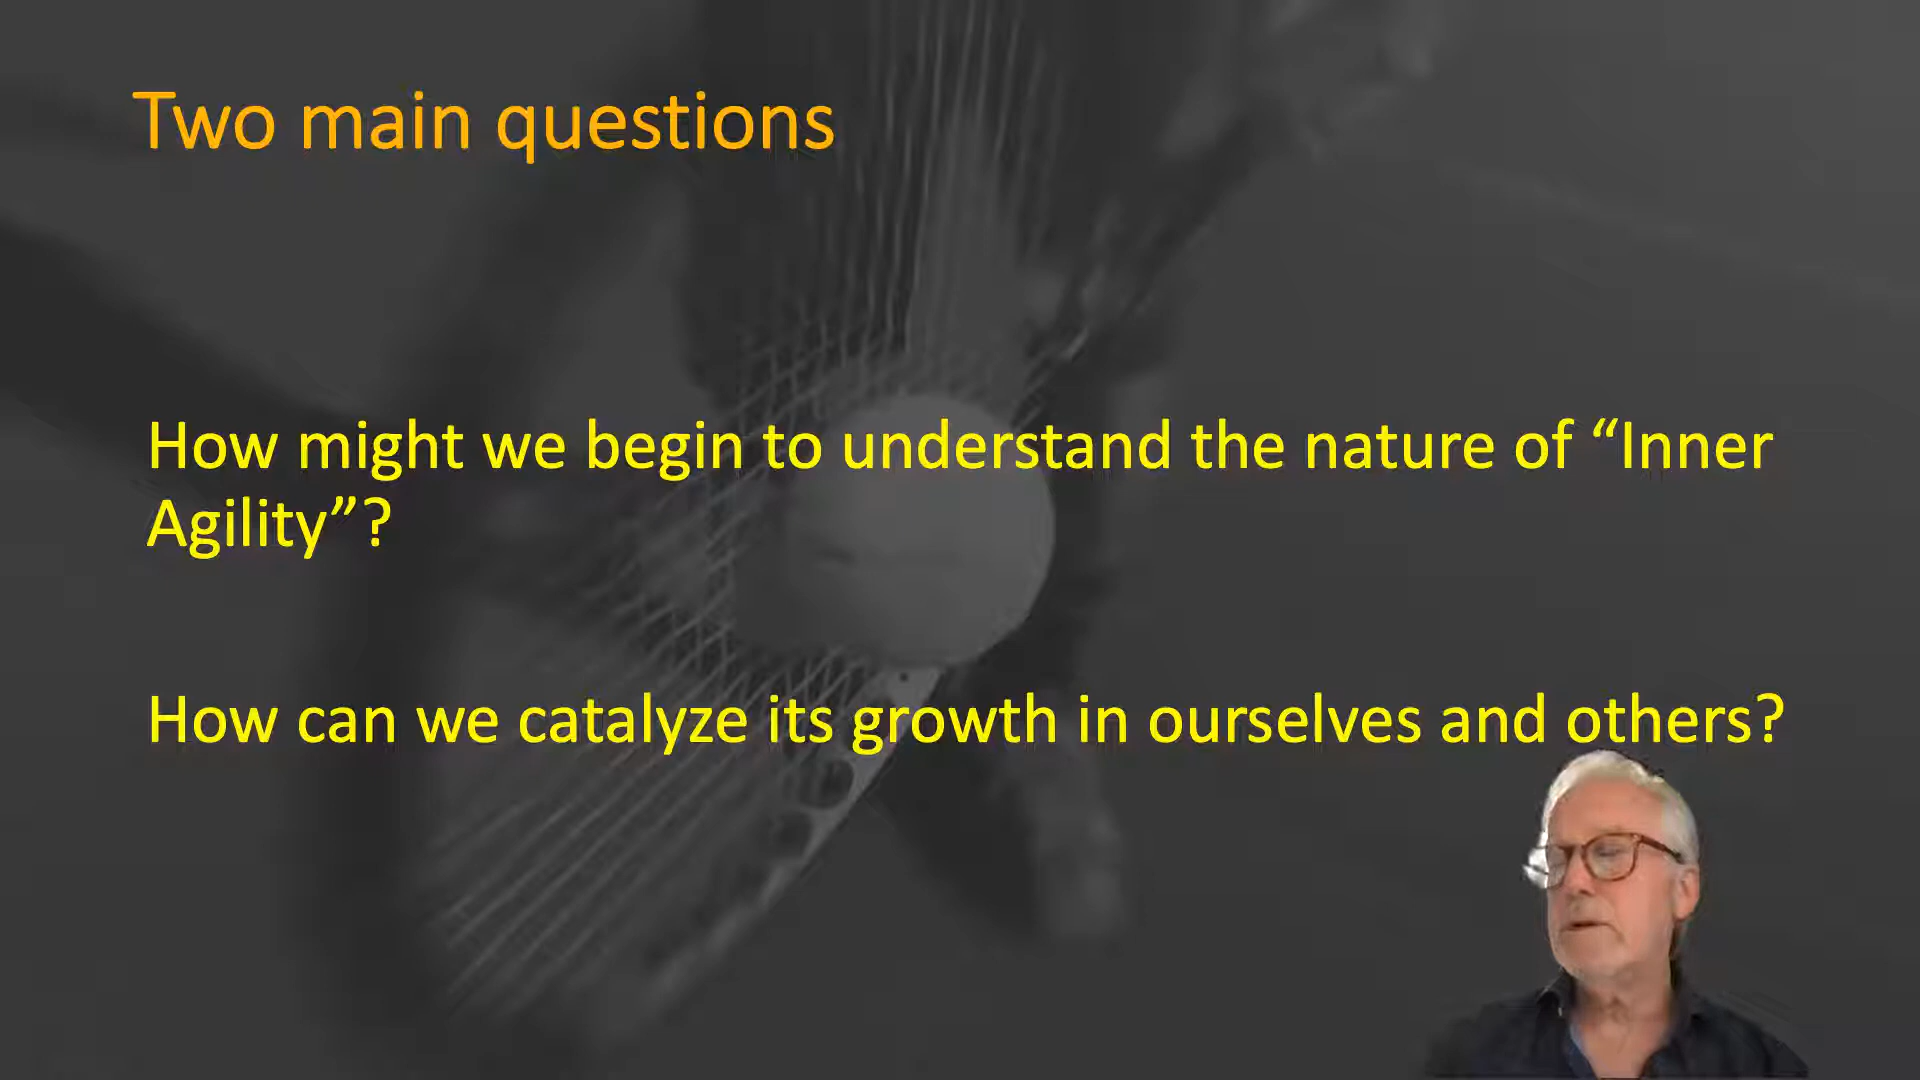 Two main questions
How might we begin to understand the nature of “Inner
Agility”?
How can we catalyze its growth in ourselves and others?